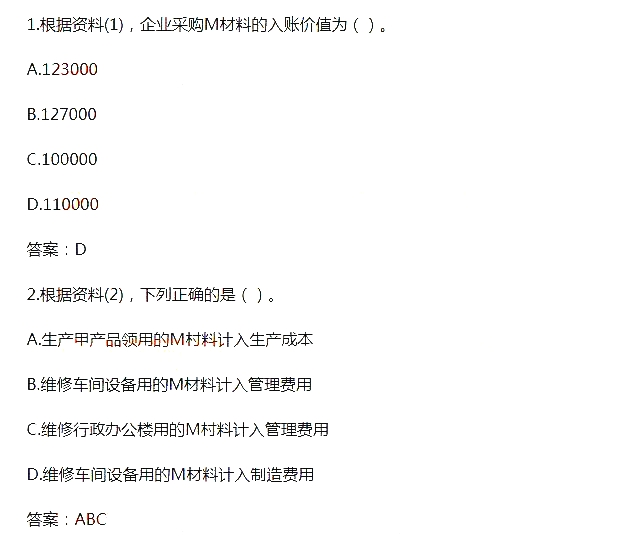 1.根据资料(1)，企业采购M材料的入账价值为（ ）。
A.123000
B.127000
C.100000
D.110000
答案：D
2.根据资料(2)，下列正确的是（ ）。
A.生产甲产品领用的M村料计入生产成本
B.维修车间设备用的M材料计入管理费用
C.维修行政办公楼用的M村料计入管理费用
D.维修车间设备用的M材料计入制造费用
答案：ABC